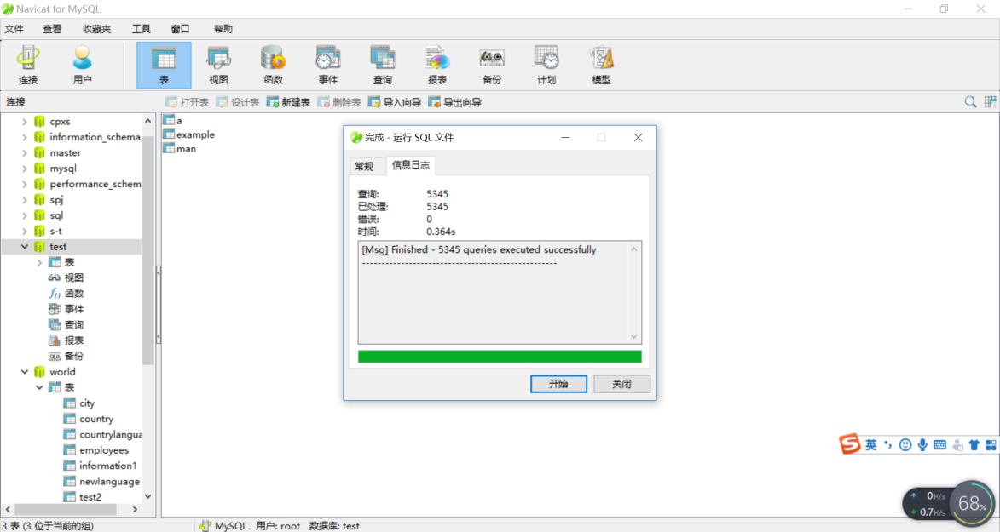 Navicat for MySQL
文件 查看 收藏夹 工具 窗口 帮助
连接 用户 表 视图 函数 事件 查询 报表 备份 计划 模型
连接 打开表 设计表 新建表 删除表 导入向导 导出向导
cpxs
information_schema
master
mysql
performance_schem
spj
sql
s-t
test
表
视图
函数
事件
查询
报表
备份
world
表
city
country
countrylangua
employees
information1
newlanguage
test2
a
example
man
完成 - 运行 SQL 文件
常规 信息日志
查询: 5345
已处理: 5345
错误: 0
时间: 0.364s
[Msg] Finished - 5345 queries executed successfully
--------------------------------------------------
开始 关闭
英
0K/s
0.7K/s
68%
3 表 (3 位于当前的组) MySQL 用户: root 数据库: test